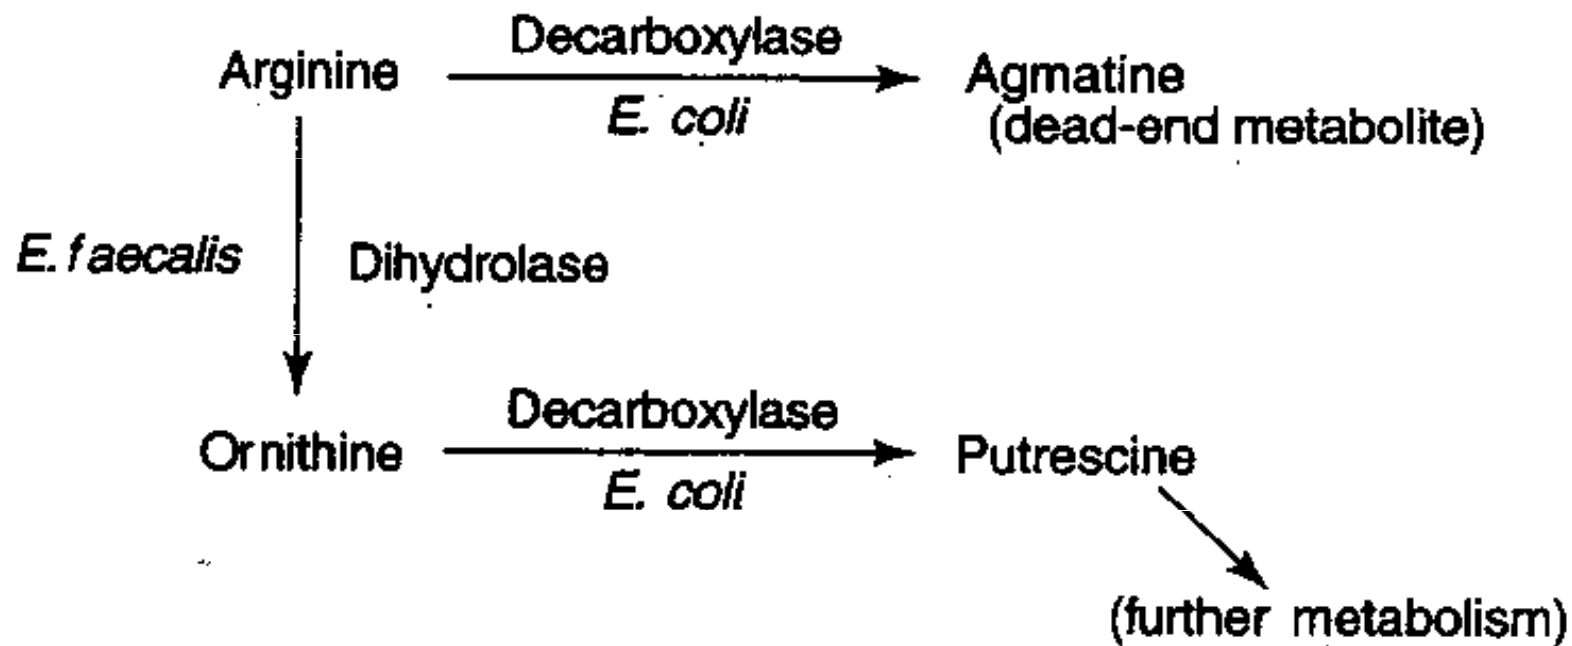 Decarboxylase
Arginine
Agmatine
E. coli
(dead-end metabolite)
E. faecalis
Dihydrolase
Decarboxylase
Ornithine
Putrescine
E. coli
(further metabolism)